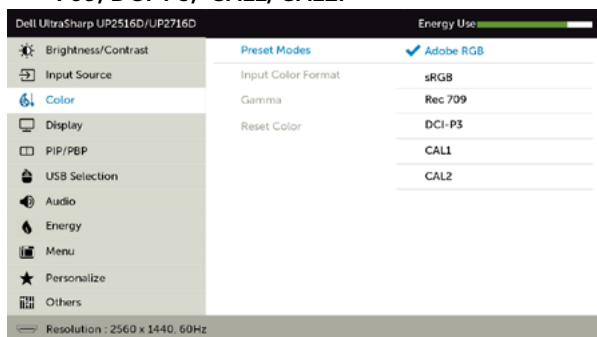 Dell UltraSharp UP2516D/UP2716D Energy Use
Brightness/Contrast Preset Modes Adobe RGB
Input Source Input Color Format sRGB
Color Gamma Rec 709
Display Reset Color DCI-P3
PIP/PBP CAL1
USB Selection CAL2
Audio
Energy
Menu
Personalize
Others
Resolution : 2560 x 1440, 60Hz